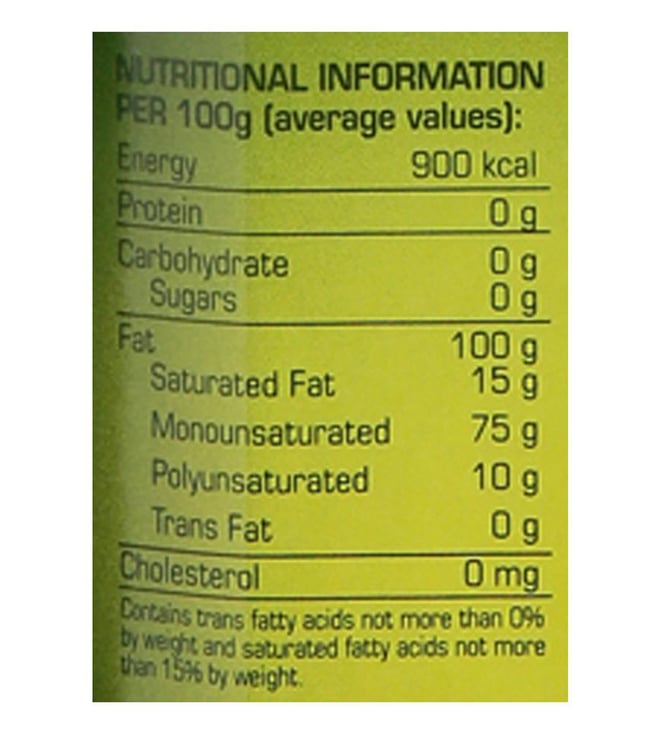 NUTRITIONAL INFORMATION
PER 100g (average values):
Energy 900 kcal
Protein 0 g
Carbohydrate 0 g
Sugars 0 g
Fat 100 g
Saturated Fat 15 g
Monounsaturated 75 g
Polyunsaturated 10 g
Trans Fat 0 g
Cholesterol 0 mg
Contains trans fatty acids not more than 0%
by weight and saturated fatty acids not more
than 15% by weight.